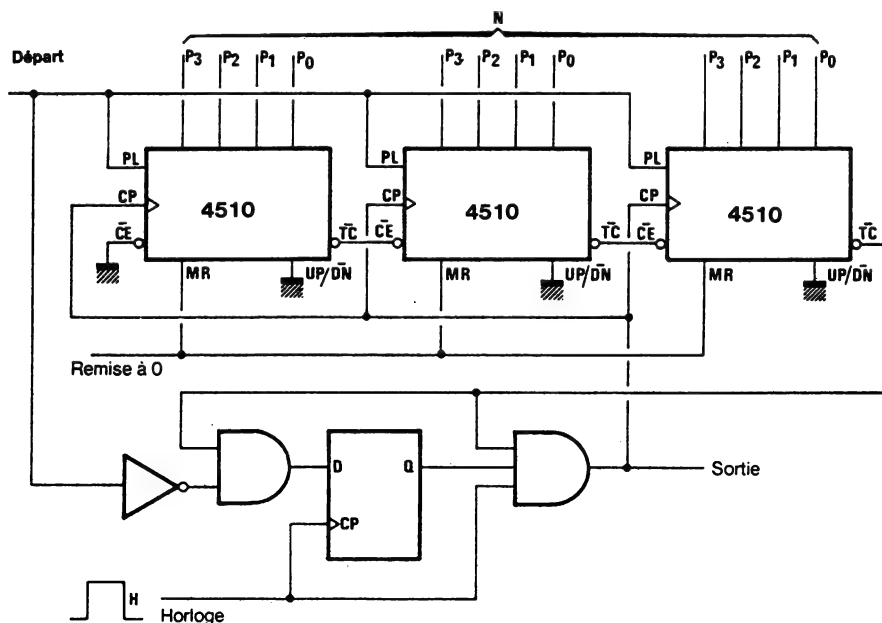 N
Départ
P3 P2 P1 P0 P3 P2 P1 P0 P3 P2 P1 P0
PL PL PL
CP 4510 CP 4510 CP 4510
C̅E̅ T̅C̅ C̅E̅ T̅C̅ C̅E̅ T̅C̅
MR UP/D̅N̅ MR UP/D̅N̅ MR UP/D̅N̅
Remise à 0
D Q
Sortie
CP
H
Horloge